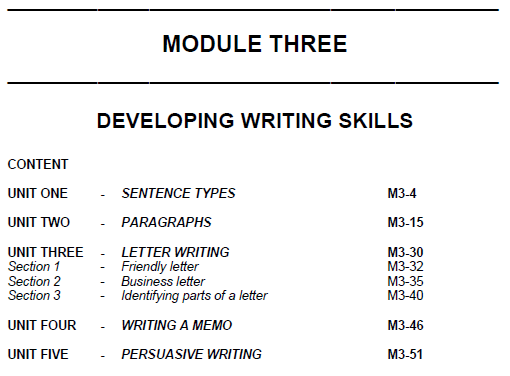 MODULE THREE
DEVELOPING WRITING SKILLS
CONTENT
UNIT ONE - SENTENCE TYPES M3-4
UNIT TWO - PARAGRAPHS M3-15
UNIT THREE - LETTER WRITING M3-30
Section 1 - Friendly letter M3-32
Section 2 - Business letter M3-35
Section 3 - Identifying parts of a letter M3-40
UNIT FOUR - WRITING A MEMO M3-46
UNIT FIVE - PERSUASIVE WRITING M3-51